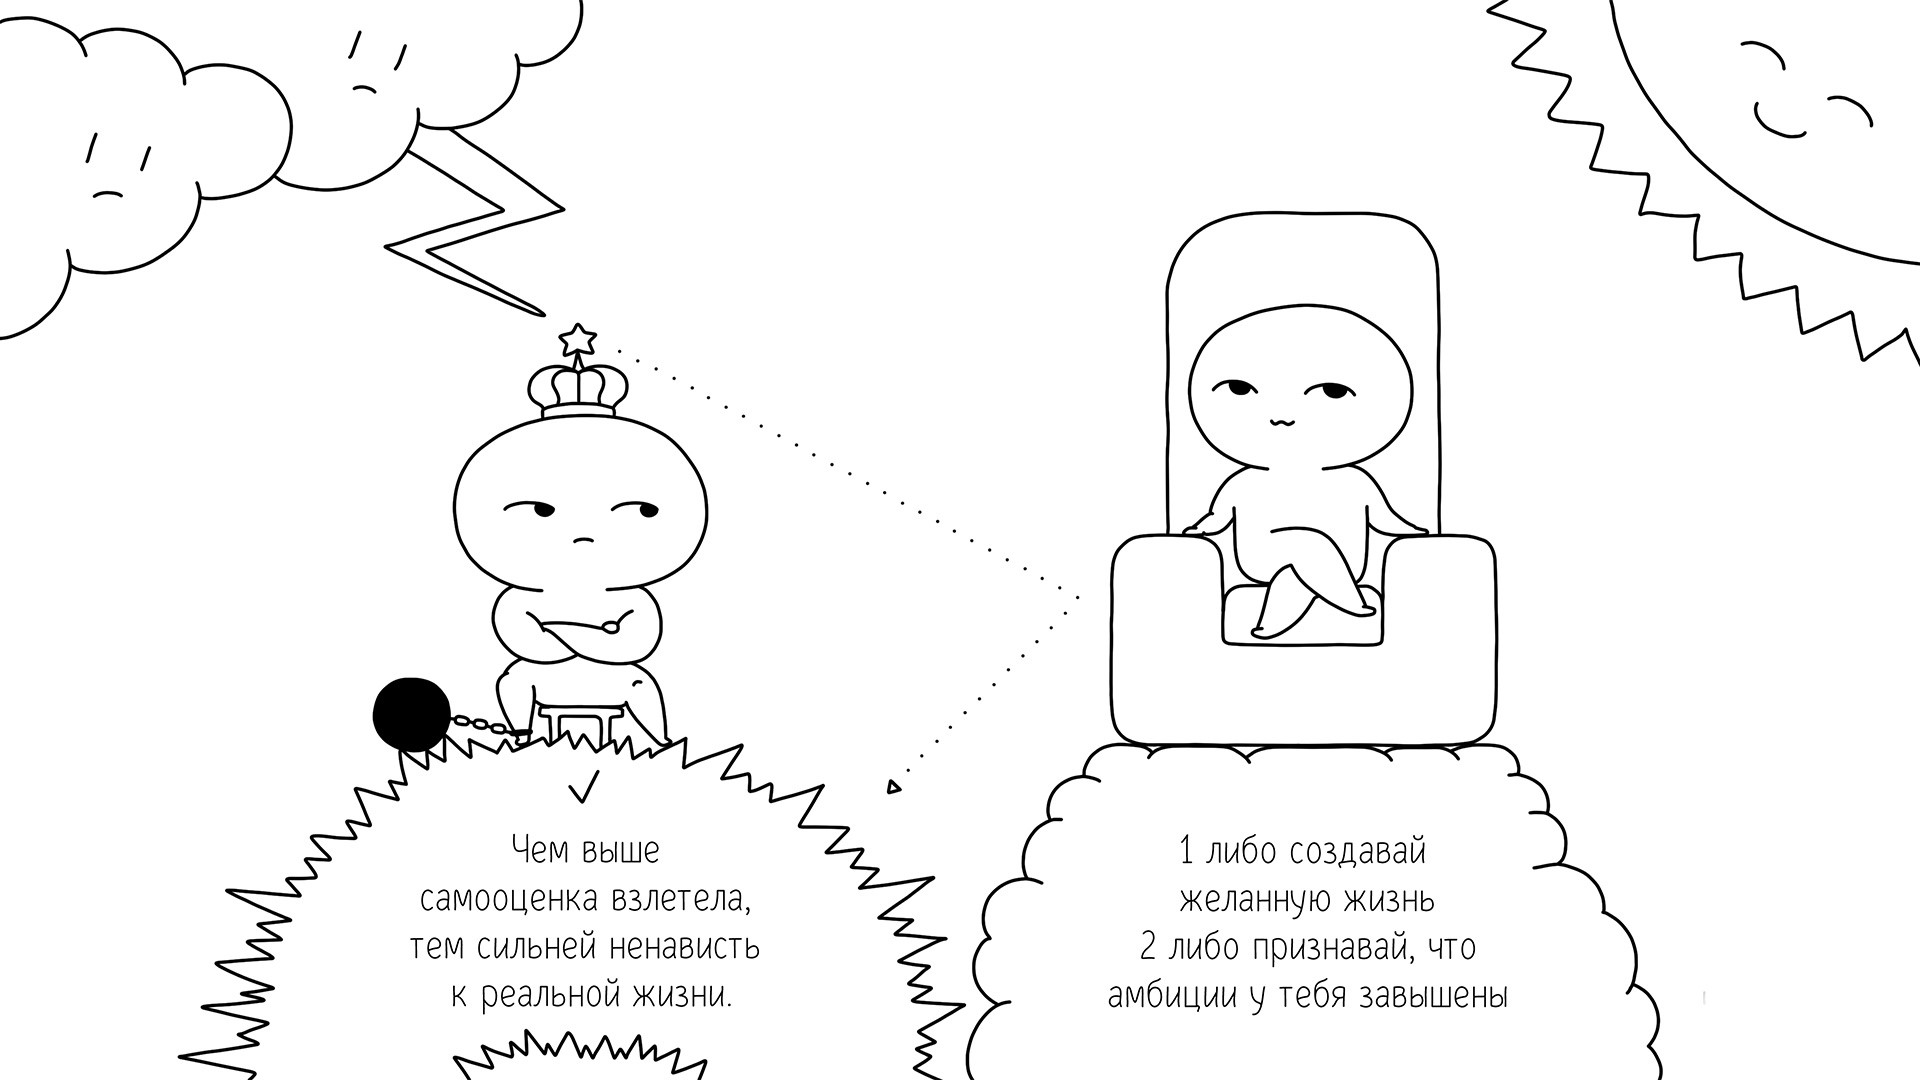 Чем выше
самооценка взлетела,
тем сильней ненависть
к реальной жизни.
1 либо создавай
желанную жизнь
2 либо признавай, что
амбиции у тебя завышены